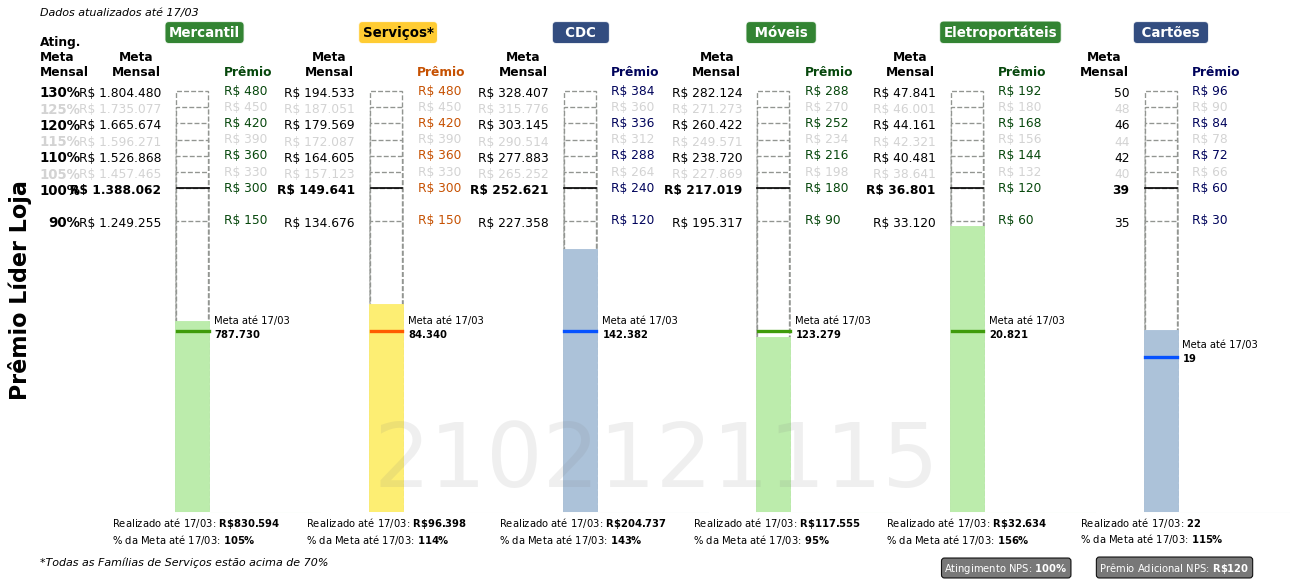 Dados atualizados até 17/03
Mercantil Serviços* CDC Móveis Eletroportáteis Cartões
Ating.
Meta Meta Meta Meta Meta Meta Meta
Mensal Mensal Prêmio Mensal Prêmio Mensal Prêmio Mensal Prêmio Mensal Prêmio Mensal Prêmio
130% R$ 1.804.480 R$ 480 R$ 194.533 R$ 480 R$ 328.407 R$ 384 R$ 282.124 R$ 288 R$ 47.841 R$ 192 50 R$ 96
125% R$ 1.735.077 R$ 450 R$ 187.051 R$ 450 R$ 315.776 R$ 360 R$ 271.273 R$ 270 R$ 46.001 R$ 180 48 R$ 90
120% R$ 1.665.674 R$ 420 R$ 179.569 R$ 420 R$ 303.145 R$ 336 R$ 260.422 R$ 252 R$ 44.161 R$ 168 46 R$ 84
115% R$ 1.596.271 R$ 390 R$ 172.087 R$ 390 R$ 290.514 R$ 312 R$ 249.571 R$ 234 R$ 42.321 R$ 156 44 R$ 78
110% R$ 1.526.868 R$ 360 R$ 164.605 R$ 360 R$ 277.883 R$ 288 R$ 238.720 R$ 216 R$ 40.481 R$ 144 42 R$ 72
105% R$ 1.457.465 R$ 330 R$ 157.123 R$ 330 R$ 265.252 R$ 264 R$ 227.869 R$ 198 R$ 38.641 R$ 132 40 R$ 66
100% R$ 1.388.062 R$ 300 R$ 149.641 R$ 300 R$ 252.621 R$ 240 R$ 217.019 R$ 180 R$ 36.801 R$ 120 39 R$ 60
90% R$ 1.249.255 R$ 150 R$ 134.676 R$ 150 R$ 227.358 R$ 120 R$ 195.317 R$ 90 R$ 33.120 R$ 60 35 R$ 30
Prêmio Líder Loja
Meta até 17/03 Meta até 17/03 Meta até 17/03 Meta até 17/03 Meta até 17/03
787.730 84.340 142.382 123.279 20.821
Meta até 17/03
19
2102121115
Realizado até 17/03: R$830.594 Realizado até 17/03: R$96.398 Realizado até 17/03: R$204.737 Realizado até 17/03: R$117.555 Realizado até 17/03: R$32.634 Realizado até 17/03: 22
% da Meta até 17/03: 105% % da Meta até 17/03: 114% % da Meta até 17/03: 143% % da Meta até 17/03: 95% % da Meta até 17/03: 156% % da Meta até 17/03: 115%
*Todas as Famílias de Serviços estão acima de 70%
Atingimento NPS: 100% Prêmio Adicional NPS: R$120